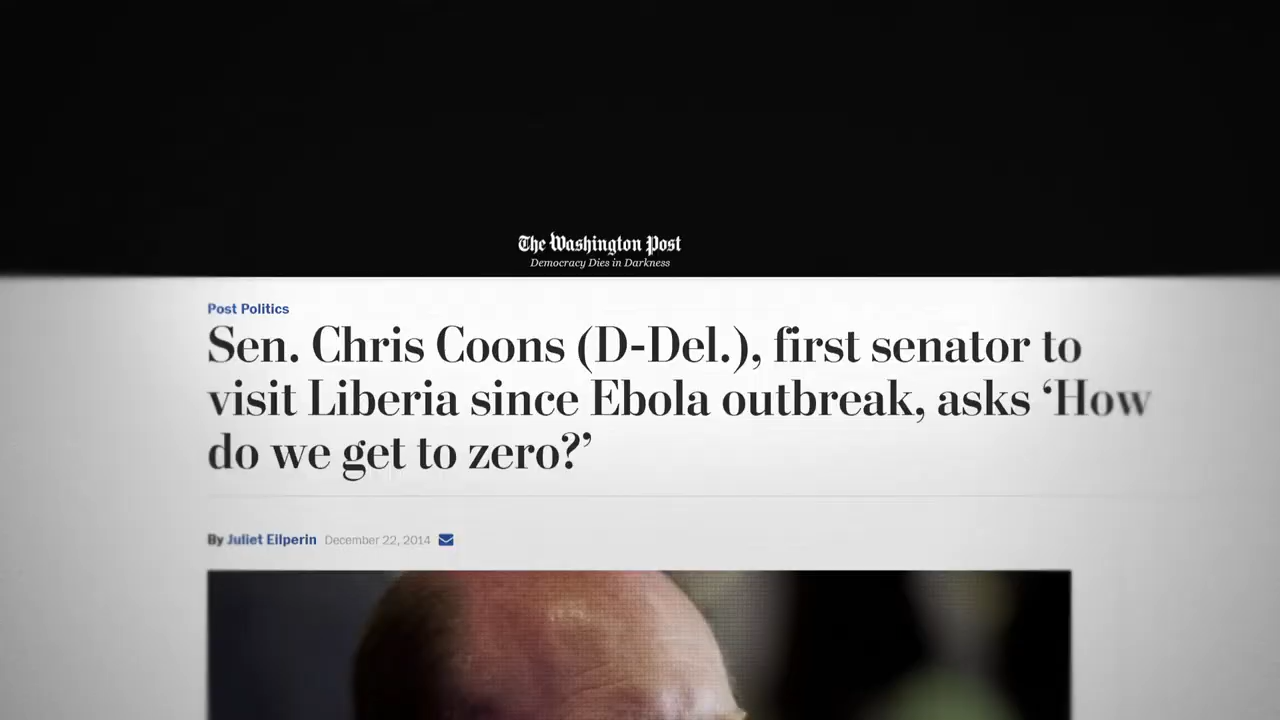 The Washington Post
Democracy Dies in Darkness
Post Politics
Sen. Chris Coons (D-Del.), first senator to
visit Liberia since Ebola outbreak, asks ‘How
do we get to zero?’
By Juliet Eilperin December 22, 2014